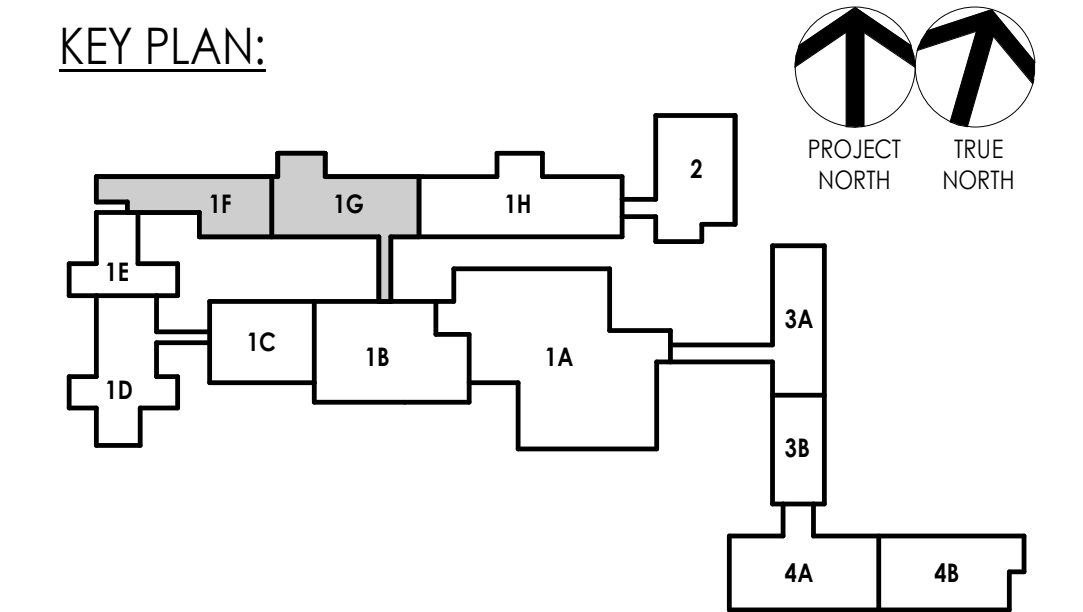 KEY PLAN:
PROJECT
NORTH
TRUE
NORTH
2
1F
1G
1H
1E
3A
1C
1B
1A
1D
3B
4A
4B